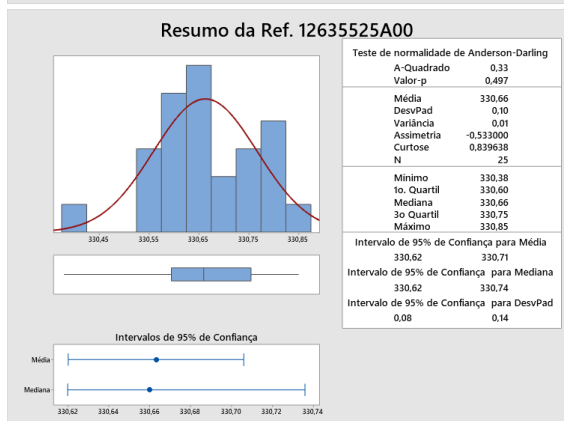 Resumo da Ref. 12635525A00
330,45 330,55 330,65 330,75 330,85
Teste de normalidade de Anderson-Darling
A-Quadrado 0,33
Valor-p 0,497
Média 330,66
DesvPad 0,10
Variância 0,01
Assimetria -0,533000
Curtose 0,839638
N 25
Mínimo 330,38
1o. Quartil 330,60
Mediana 330,66
3o Quartil 330,75
Máximo 330,85
Intervalo de 95% de Confiança para Média
330,62 330,71
Intervalo de 95% de Confiança para Mediana
330,62 330,74
Intervalo de 95% de Confiança para DesvPad
0,08 0,14
Intervalos de 95% de Confiança
Média
Mediana
330,62 330,64 330,66 330,68 330,70 330,72 330,74